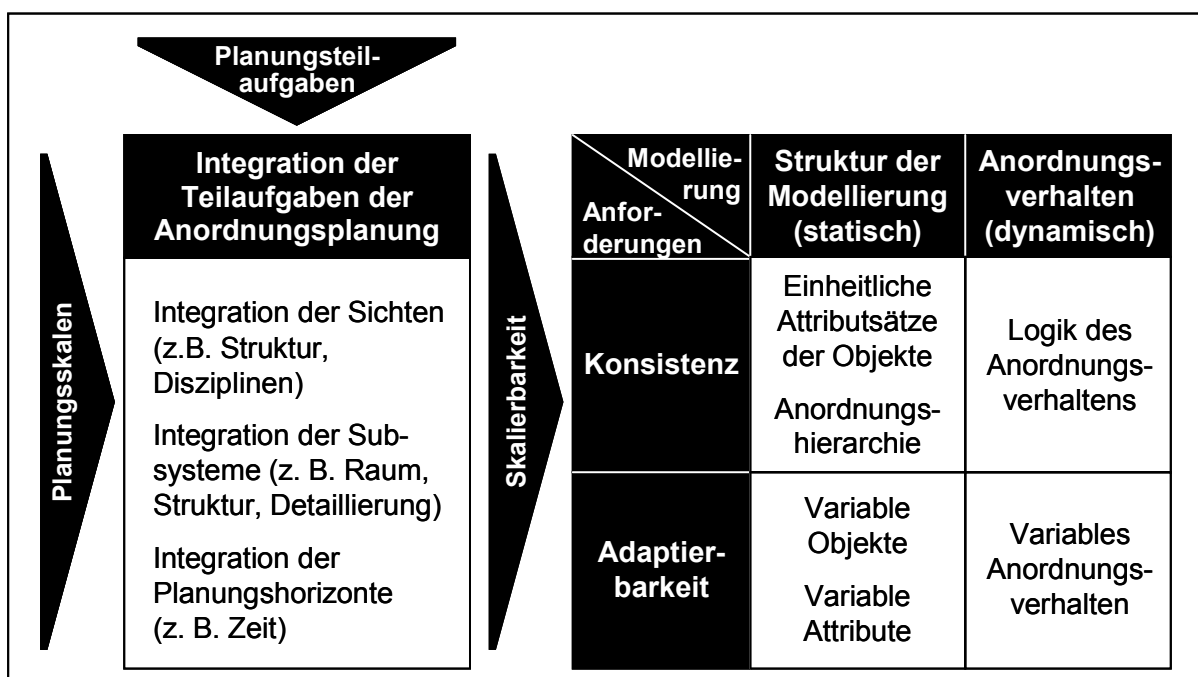 Planungsteil-
aufgaben
Planungsskalen
Integration der
Teilaufgaben der
Anordnungsplanung
Integration der Sichten
(z.B. Struktur,
Disziplinen)
Integration der Sub-
systeme (z. B. Raum,
Struktur, Detaillierung)
Integration der
Planungshorizonte
(z. B. Zeit)
Skalierbarkeit
Modellie-
rung
Anfor-
derungen
Struktur der
Modellierung
(statisch)
Anordnungs-
verhalten
(dynamisch)
Konsistenz
Einheitliche
Attributsätze
der Objekte
Anordnungs-
hierarchie
Logik des
Anordnungs-
verhaltens
Adaptier-
barkeit
Variable
Objekte
Variable
Attribute
Variables
Anordnungs-
verhalten